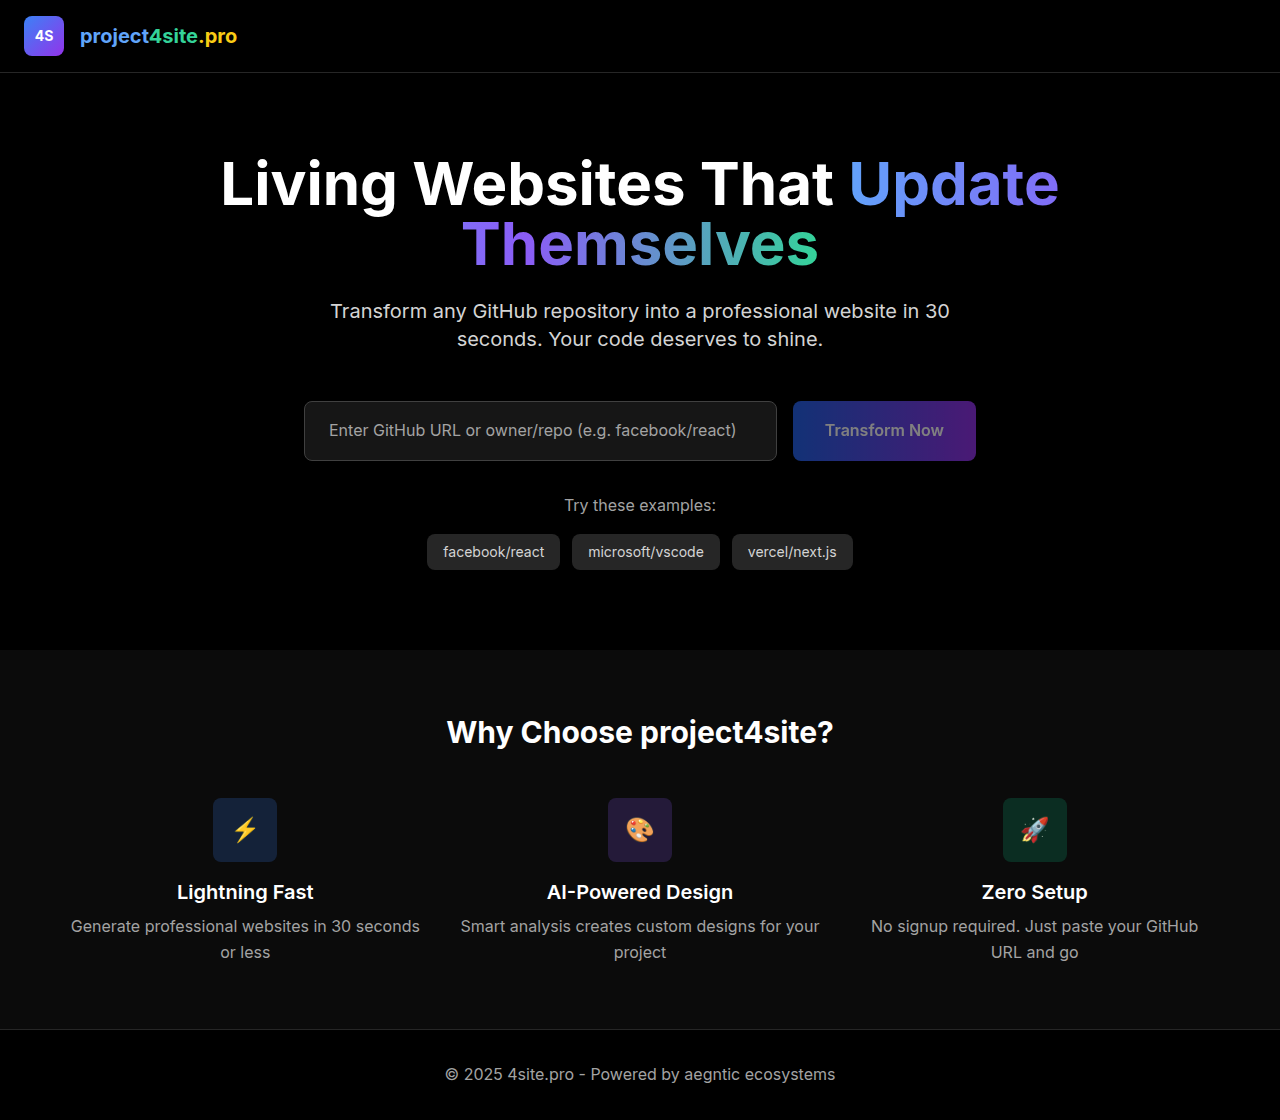 4S
project4site.pro
Living Websites That Update
Themselves
Transform any GitHub repository into a professional website in 30
seconds. Your code deserves to shine.
Enter GitHub URL or owner/repo (e.g. facebook/react)
Transform Now
Try these examples:
facebook/react
microsoft/vscode
vercel/next.js
Why Choose project4site?
Lightning Fast
Generate professional websites in 30 seconds
or less
AI-Powered Design
Smart analysis creates custom designs for your
project
Zero Setup
No signup required. Just paste your GitHub
URL and go
© 2025 4site.pro - Powered by aegntic ecosystems